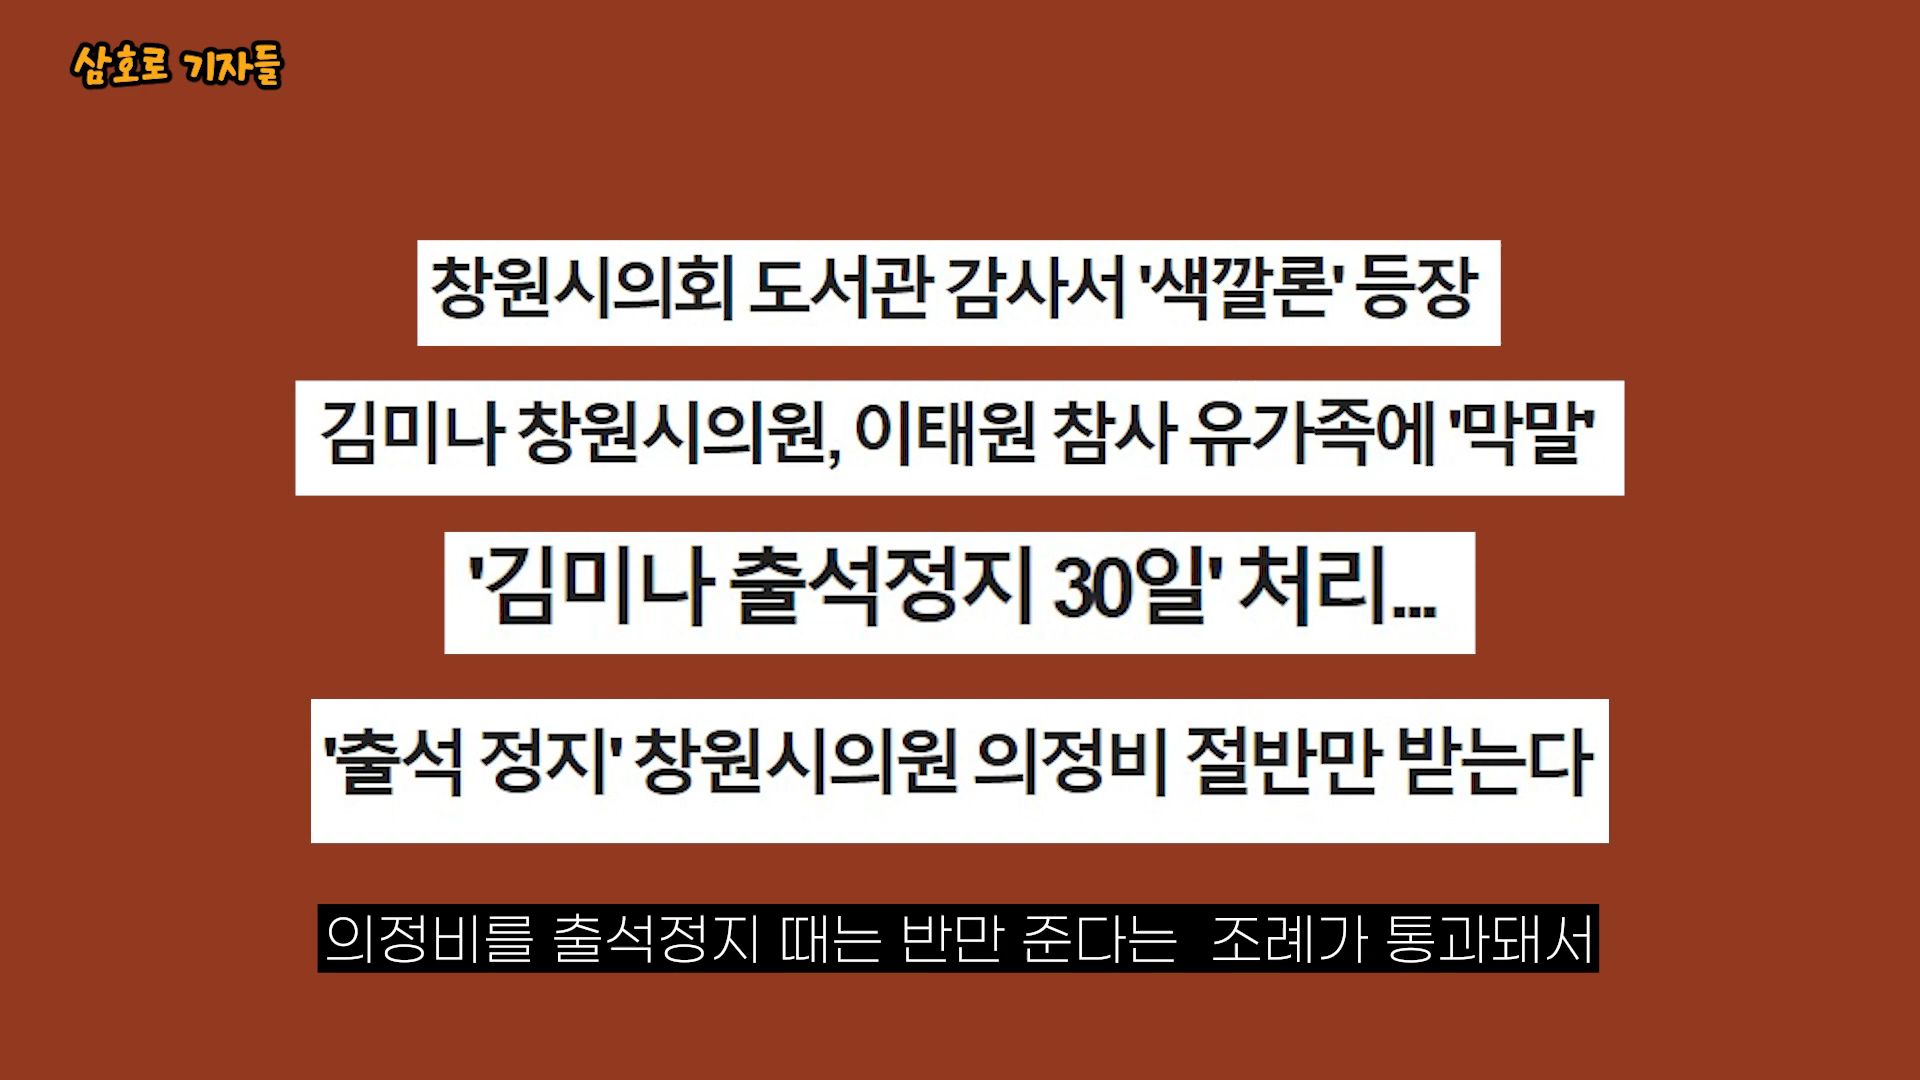 삼호로 기자들
창원시의회 도서관 감사서 '색깔론' 등장
김미나 창원시의원, 이태원 참사 유가족에 '막말'
'김미나 출석정지 30일' 처리...
'출석 정지' 창원시의원 의정비 절반만 받는다
의정비를 출석정지 때는 반만 준다는 조례가 통과돼서